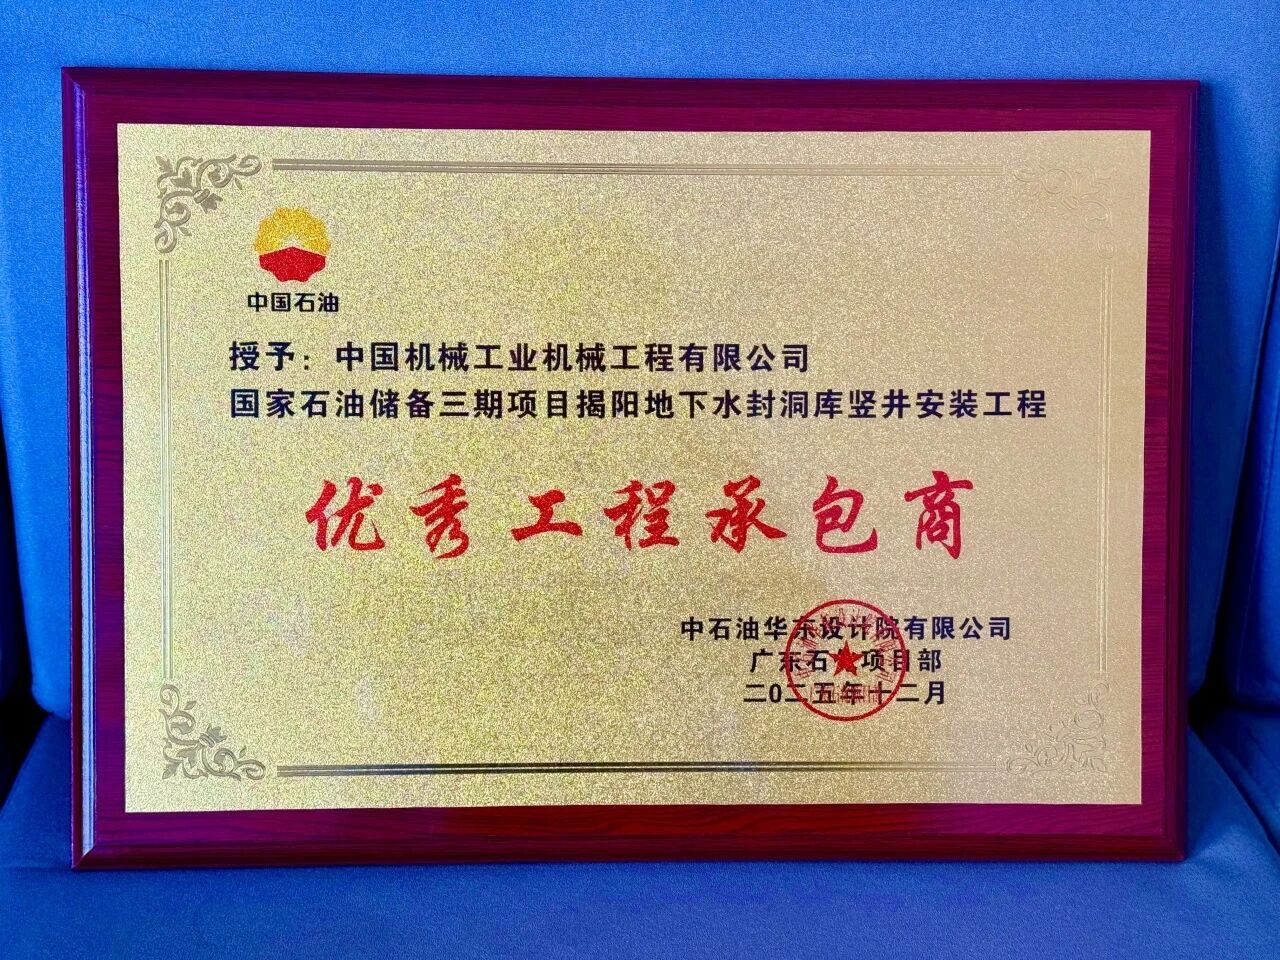 中国石油
授予：中国机械工业机械工程有限公司
国家石油储备三期项目揭阳地下水封洞库竖井安装工程
优秀工程承包商
中石油华东设计院有限公司
广东石化项目部
二〇二五年十二月